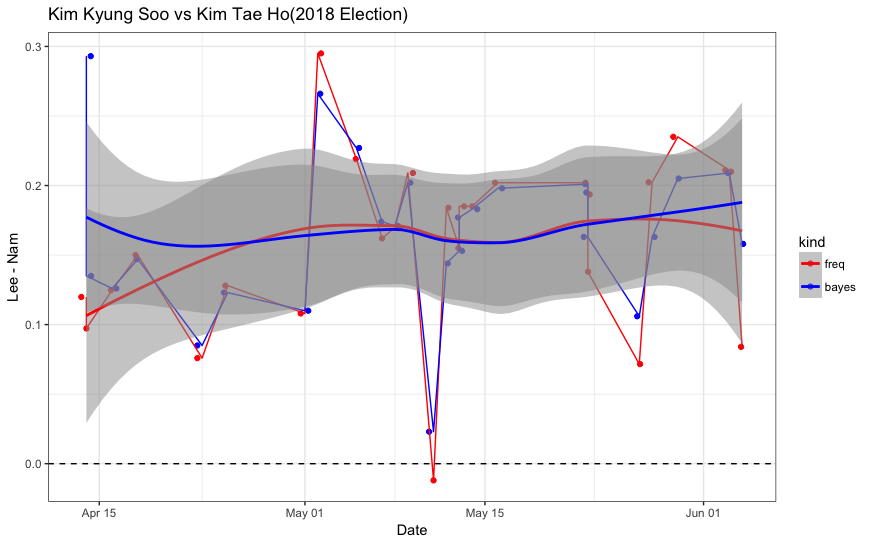 Kim Kyung Soo vs Kim Tae Ho(2018 Election)
0.3
0.2
0.1
0.0
Lee - Nam
Apr 15
May 01
May 15
Jun 01
Date
kind
freq
bayes